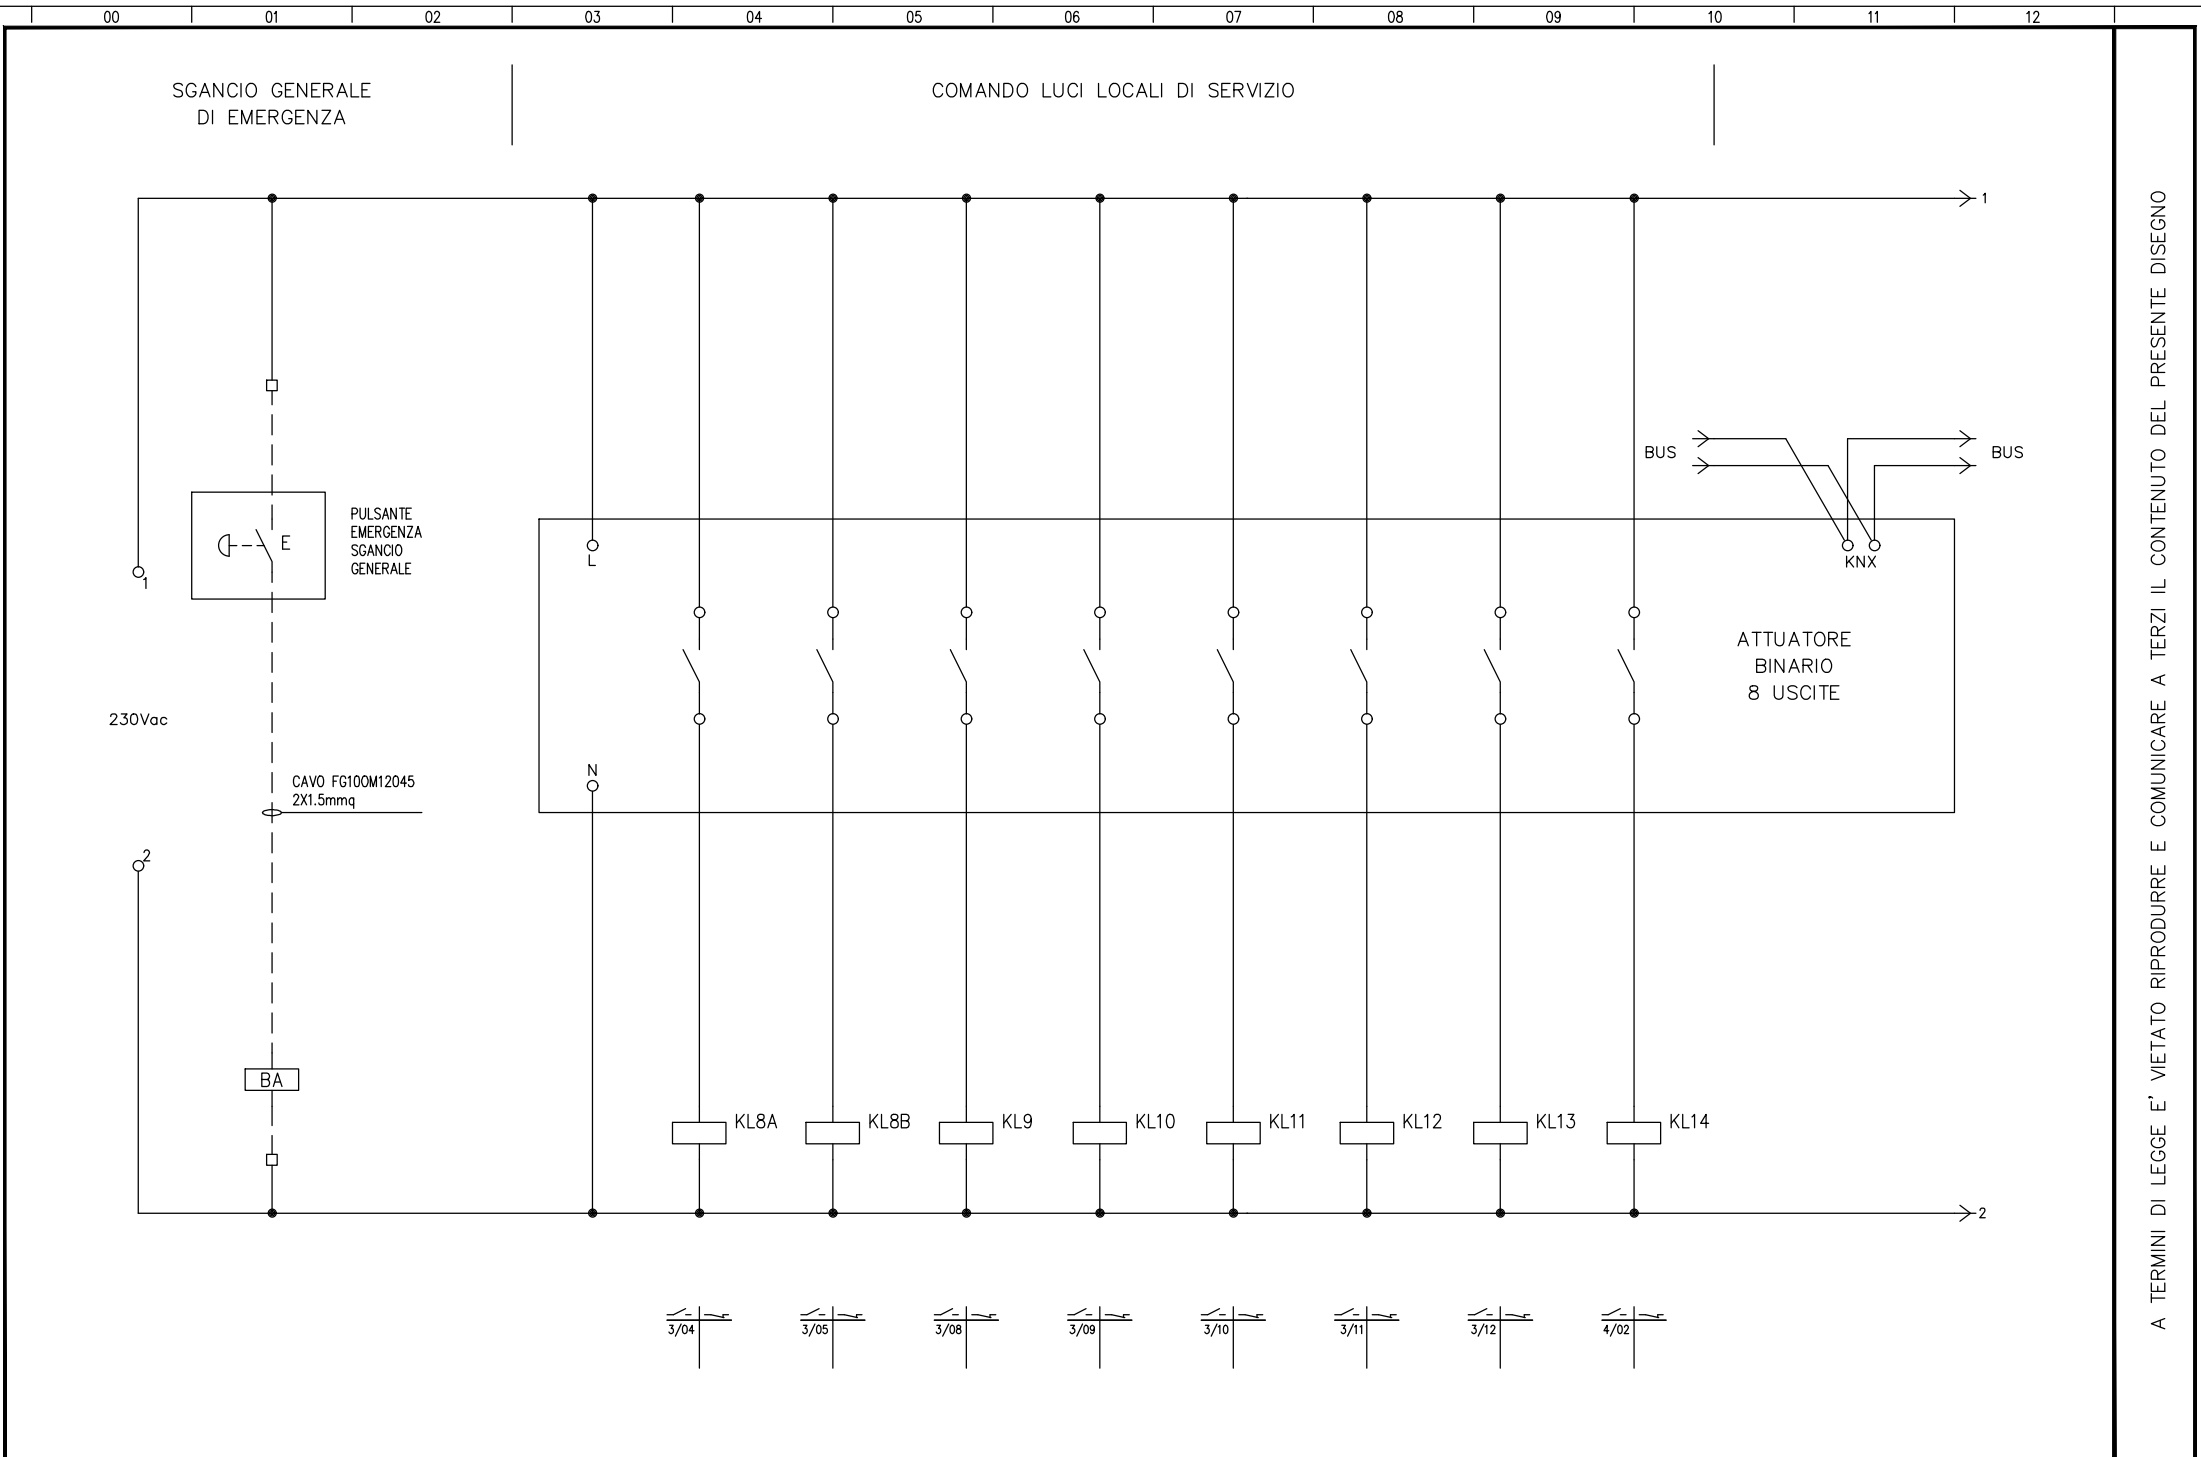 00 01 02 03 04 05 06 07 08 09 10 11 12
SGANCIO GENERALE
DI EMERGENZA
COMANDO LUCI LOCALI DI SERVIZIO
1
BUS
BUS
PULSANTE
EMERGENZA
SGANCIO
GENERALE
E
1
L
KNX
ATTUATORE
BINARIO
8 USCITE
230Vac
N
CAVO FG10OM12045
2X1.5mmq
2
BA
KL8A KL8B KL9 KL10 KL11 KL12 KL13 KL14
2
3/04 3/05 3/08 3/09 3/10 3/11 3/12 4/02
A TERMINI DI LEGGE E' VIETATO RIPRODURRE E COMUNICARE A TERZI IL CONTENUTO DEL PRESENTE DISEGNO